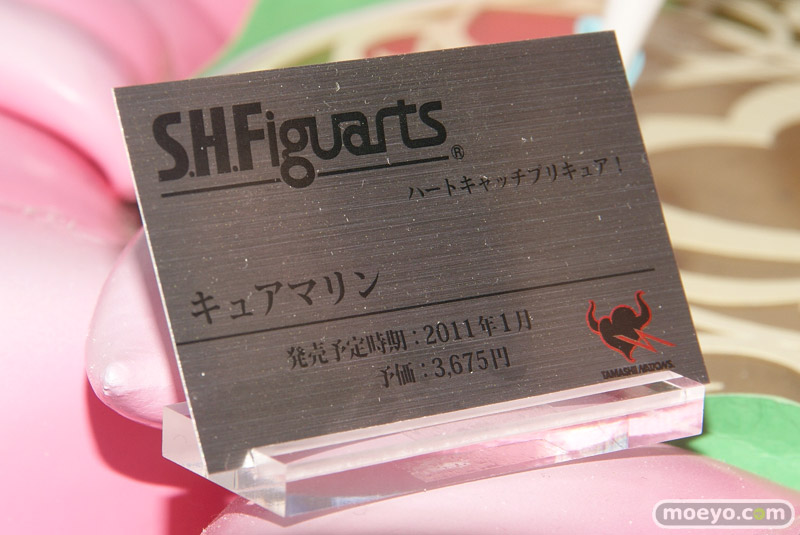 S.H.Figuarts®
ハートキャッチプリキュア！
キュアマリン
発売予定時期：2011年1月
予価：3,675円
TAMASHII NATIONS
moeyo.com